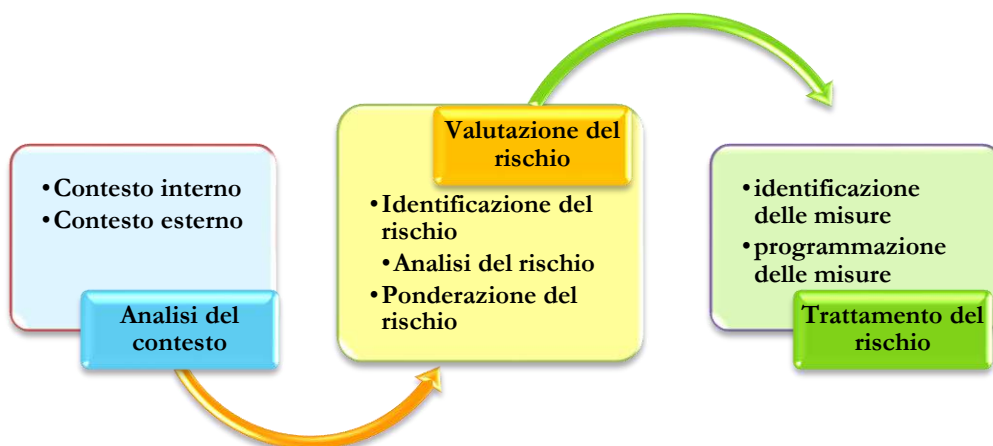 • Contesto interno
• Contesto esterno
Analisi del
contesto
Valutazione del
rischio
• Identificazione del
rischio
• Analisi del rischio
• Ponderazione del
rischio
• identificazione
delle misure
• programmazione
delle misure
Trattamento del
rischio